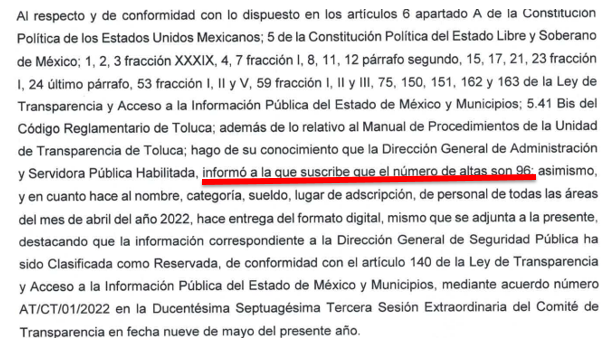 Al respecto y de conformidad con lo dispuesto en los artículos 6 apartado A de la Constitución
Política de los Estados Unidos Mexicanos; 5 de la Constitución Política del Estado Libre y Soberano
de México; 1, 2, 3 fracción XXXIX, 4, 7 fracción I, 8, 11, 12 párrafo segundo, 15, 17, 21, 23 fracción
I, 24 último párrafo, 53 fracción I, II y V, 59 fracción I, II y III, 75, 150, 151, 162 y 163 de la Ley de
Transparencia y Acceso a la Información Pública del Estado de México y Municipios; 5.41 Bis del
Código Reglamentario de Toluca; además de lo relativo al Manual de Procedimientos de la Unidad
de Transparencia de Toluca; hago de su conocimiento que la Dirección General de Administración
y Servidora Pública Habilitada, informó a la que suscribe que el número de altas son 96; asimismo,
y en cuanto hace al nombre, categoría, sueldo, lugar de adscripción, de personal de todas las áreas
del mes de abril del año 2022, hace entrega del formato digital, mismo que se adjunta a la presente,
destacando que la información correspondiente a la Dirección General de Seguridad Pública ha
sido Clasificada como Reservada, de conformidad con el artículo 140 de la Ley de Transparencia
y Acceso a la Información Pública del Estado de México y Municipios, mediante acuerdo número
AT/CT/01/2022 en la Ducentésima Septuagésima Tercera Sesión Extraordinaria del Comité de
Transparencia en fecha nueve de mayo del presente año.